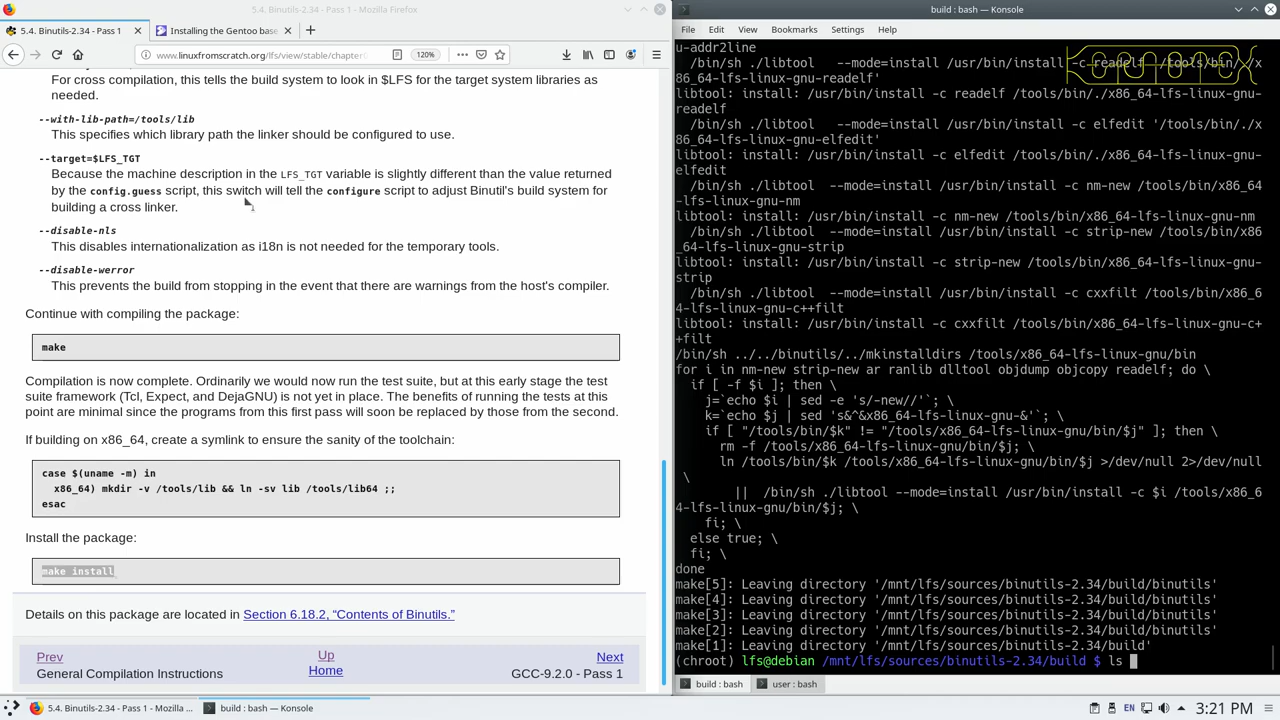 5.4. Binutils-2.34 - Pass 1 - Mozilla Firefox
5.4. Binutils-2.34 - Pass 1
Installing the Gentoo base
www.linuxfromscratch.org/lfs/view/stable/chapter
120%
For cross compilation, this tells the build system to look in $LFS for the target system libraries as
needed.
--with-lib-path=/tools/lib
This specifies which library path the linker should be configured to use.
--target=$LFS_TGT
Because the machine description in the LFS_TGT variable is slightly different than the value returned
by the config.guess script, this switch will tell the configure script to adjust Binutil's build system for
building a cross linker.
--disable-nls
This disables internationalization as i18n is not needed for the temporary tools.
--disable-werror
This prevents the build from stopping in the event that there are warnings from the host's compiler.
Continue with compiling the package:
make
Compilation is now complete. Ordinarily we would now run the test suite, but at this early stage the test
suite framework (Tcl, Expect, and DejaGNU) is not yet in place. The benefits of running the tests at this
point are minimal since the programs from this first pass will soon be replaced by those from the second.
If building on x86_64, create a symlink to ensure the sanity of the toolchain:
case $(uname -m) in
x86_64) mkdir -v /tools/lib && ln -sv lib /tools/lib64 ;;
esac
Install the package:
make install
Details on this package are located in Section 6.18.2, “Contents of Binutils.”
Prev Up Next
General Compilation Instructions Home GCC-9.2.0 - Pass 1
build : bash — Konsole
File Edit View Bookmarks Settings Help
u-addr2line
/bin/sh ./libtool --mode=install /usr/bin/install -c readelf '/tools/bin/./x
86_64-lfs-linux-gnu-readelf'
libtool: install: /usr/bin/install -c readelf /tools/bin/./x86_64-lfs-linux-gnu-
readelf
/bin/sh ./libtool --mode=install /usr/bin/install -c elfedit '/tools/bin/./x
86_64-lfs-linux-gnu-elfedit'
libtool: install: /usr/bin/install -c elfedit /tools/bin/./x86_64-lfs-linux-gnu-
elfedit
/bin/sh ./libtool --mode=install /usr/bin/install -c nm-new /tools/bin/x86_64
-lfs-linux-gnu-nm
libtool: install: /usr/bin/install -c nm-new /tools/bin/x86_64-lfs-linux-gnu-nm
/bin/sh ./libtool --mode=install /usr/bin/install -c strip-new /tools/bin/x86
_64-lfs-linux-gnu-strip
libtool: install: /usr/bin/install -c strip-new /tools/bin/x86_64-lfs-linux-gnu-
strip
/bin/sh ./libtool --mode=install /usr/bin/install -c cxxfilt /tools/bin/x86_6
4-lfs-linux-gnu-c++filt
libtool: install: /usr/bin/install -c cxxfilt /tools/bin/x86_64-lfs-linux-gnu-c+
+filt
/bin/sh ../../binutils/../mkinstalldirs /tools/x86_64-lfs-linux-gnu/bin
for i in nm-new strip-new ar ranlib dlltool objdump objcopy readelf; do \
if [ -f $i ]; then \
j=`echo $i | sed -e 's/-new//'`; \
k=`echo $j | sed 's&^&x86_64-lfs-linux-gnu-&'`; \
if [ "/tools/bin/$k" != "/tools/x86_64-lfs-linux-gnu/bin/$j" ]; then \
rm -f /tools/x86_64-lfs-linux-gnu/bin/$j; \
ln /tools/bin/$k /tools/x86_64-lfs-linux-gnu/bin/$j >/dev/null 2>/dev/null
\
|| /bin/sh ./libtool --mode=install /usr/bin/install -c $i /tools/x86_6
4-lfs-linux-gnu/bin/$j; \
fi; \
else true; \
fi; \
done
make[5]: Leaving directory '/mnt/lfs/sources/binutils-2.34/build/binutils'
make[4]: Leaving directory '/mnt/lfs/sources/binutils-2.34/build/binutils'
make[3]: Leaving directory '/mnt/lfs/sources/binutils-2.34/build/binutils'
make[2]: Leaving directory '/mnt/lfs/sources/binutils-2.34/build/binutils'
make[1]: Leaving directory '/mnt/lfs/sources/binutils-2.34/build'
(chroot) lfs@debian /mnt/lfs/sources/binutils-2.34/build $ ls
build : bash
user : bash
5.4. Binutils-2.34 - Pass 1 - Mozilla ...
build : bash — Konsole
EN
3:21 PM